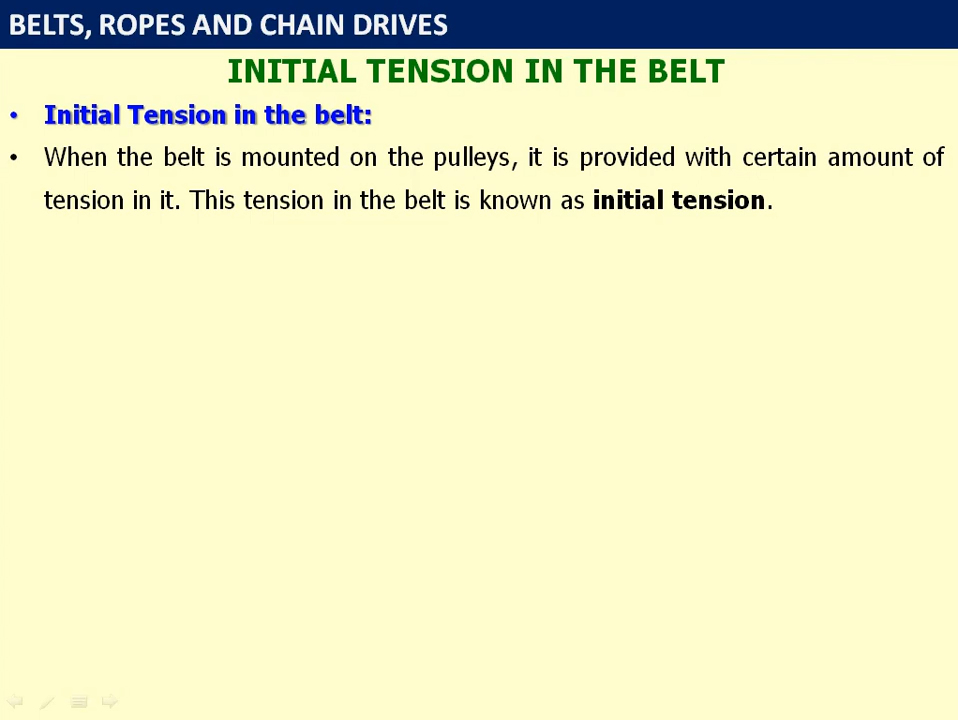 BELTS, ROPES AND CHAIN DRIVES
INITIAL TENSION IN THE BELT
• Initial Tension in the belt:
• When the belt is mounted on the pulleys, it is provided with certain amount of
tension in it. This tension in the belt is known as initial tension.